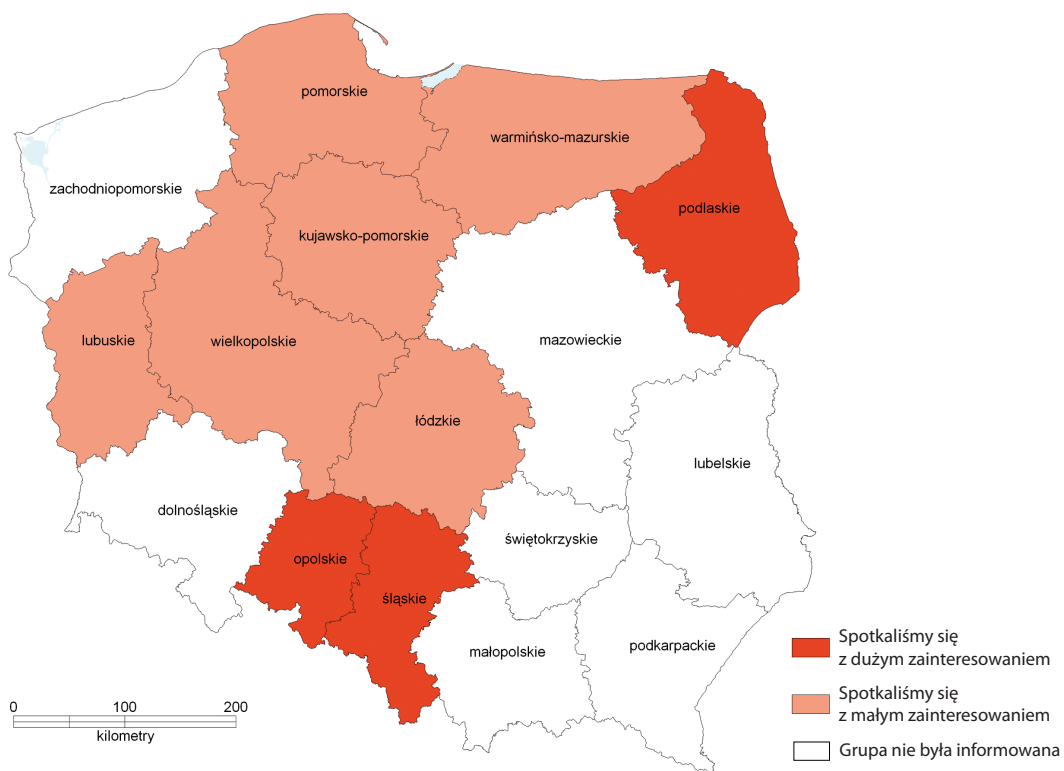 pomorskie
warmińsko-mazurskie
zachodniopomorskie
podlaskie
kujawsko-pomorskie
lubuskie
wielkopolskie
mazowieckie
łódzkie
lubelskie
dolnośląskie
świętokrzyskie
opolskie
śląskie
małopolskie
podkarpackie
Spotkaliśmy się
z dużym zainteresowaniem
Spotkaliśmy się
z małym zainteresowaniem
Grupa nie była informowana
0 100 200
kilometry